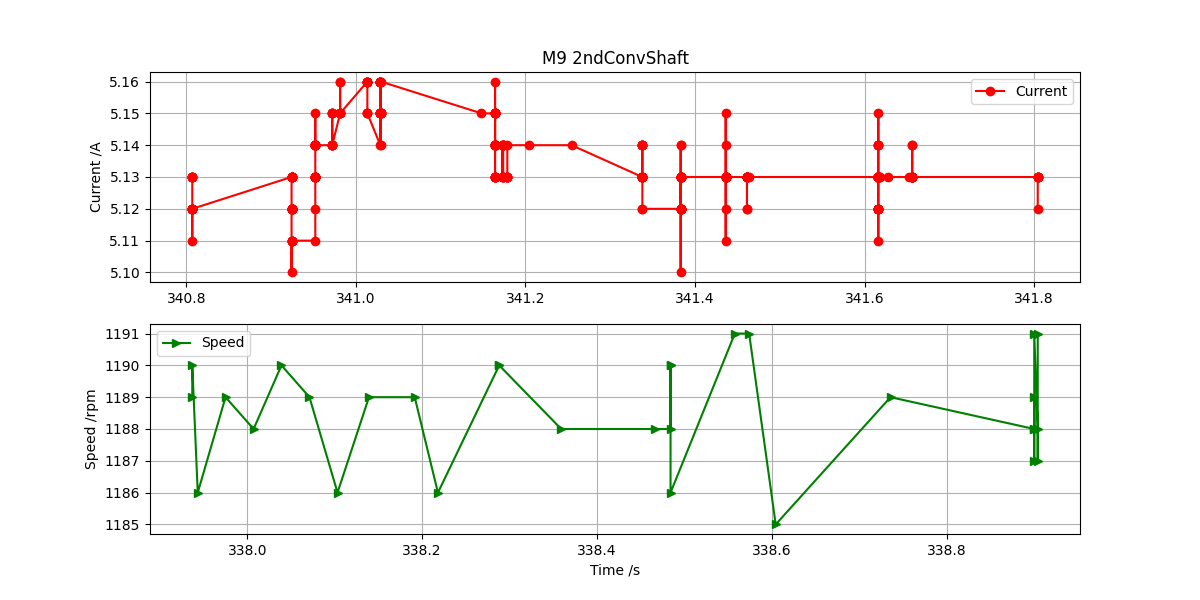 M9 2ndConvShaft
Current /A
5.16
5.15
5.14
5.13
5.12
5.11
5.10
Current
340.8 341.0 341.2 341.4 341.6 341.8
Speed /rpm
1191
1190
1189
1188
1187
1186
1185
Speed
338.0 338.2 338.4 338.6 338.8
Time /s